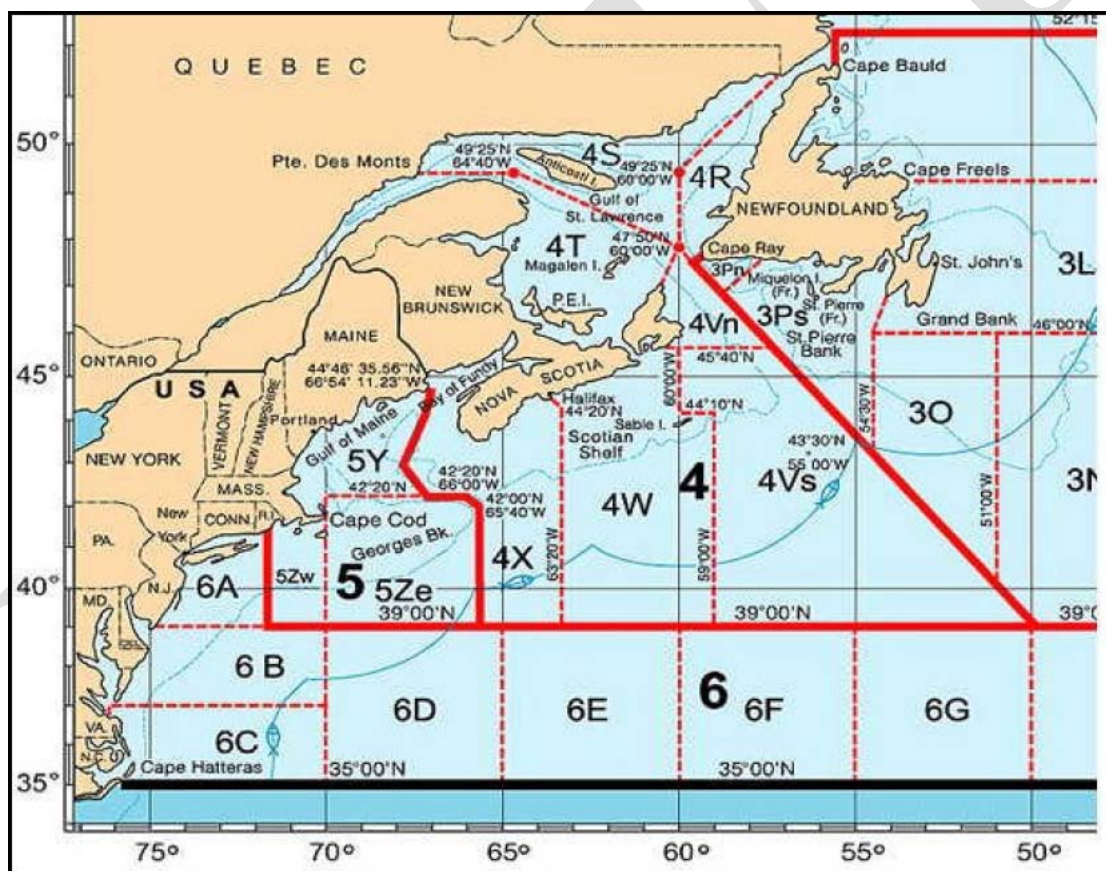 52°15
QUEBEC
Cape Bauld
50°
Pte. Des Monts
49°25'N
64°40'W
4S
Anticosti I.
49°25'N
60°00'W
4R
Cape Freels
Gulf of
St. Lawrence
NEWFOUNDLAND
47°50'N
60°00'W
4T
Magalen I.
Cape Ray
3Pn
St. John's
3L
Miquelon I.
(Fr.)
NEW
BRUNSWICK
P.E.I.
4Vn
3Ps
St. Pierre
(Fr.)
St. Pierre
Bank
Grand Bank
46°00'N
MAINE
ONTARIO
45°
USA
44°46' 35.56"N
66°54' 11.23"W
Bay of Fundy
NOVA SCOTIA
45°40'N
60°00'W
54°30'W
VERMONT
NEW HAMPSHIRE
Portland
Gulf of Maine
Halifax
44°20'N
44°10'N
Sable I.
Scotian
Shelf
3O
43°30'N
55°00'W
NEW YORK
5Y
42°20'N
66°00'W
4
4Vs
3N
MASS.
42°20'N
42°00'N
65°40'W
4W
51°00'W
New
York
CONN.
R.I.
Cape Cod
Georges Bk.
PA.
4X
63°20'W
59°00'W
40°
N.J.
6A
5Zw
5
5Ze
MD.
39°00'N
39°00'N
39°0
6 B
6
6D
6E
6F
6G
VA.
6C
N.C.
Cape Hatteras
35°00'N
35°00'N
35°
75°
70°
65°
60°
55°
50°